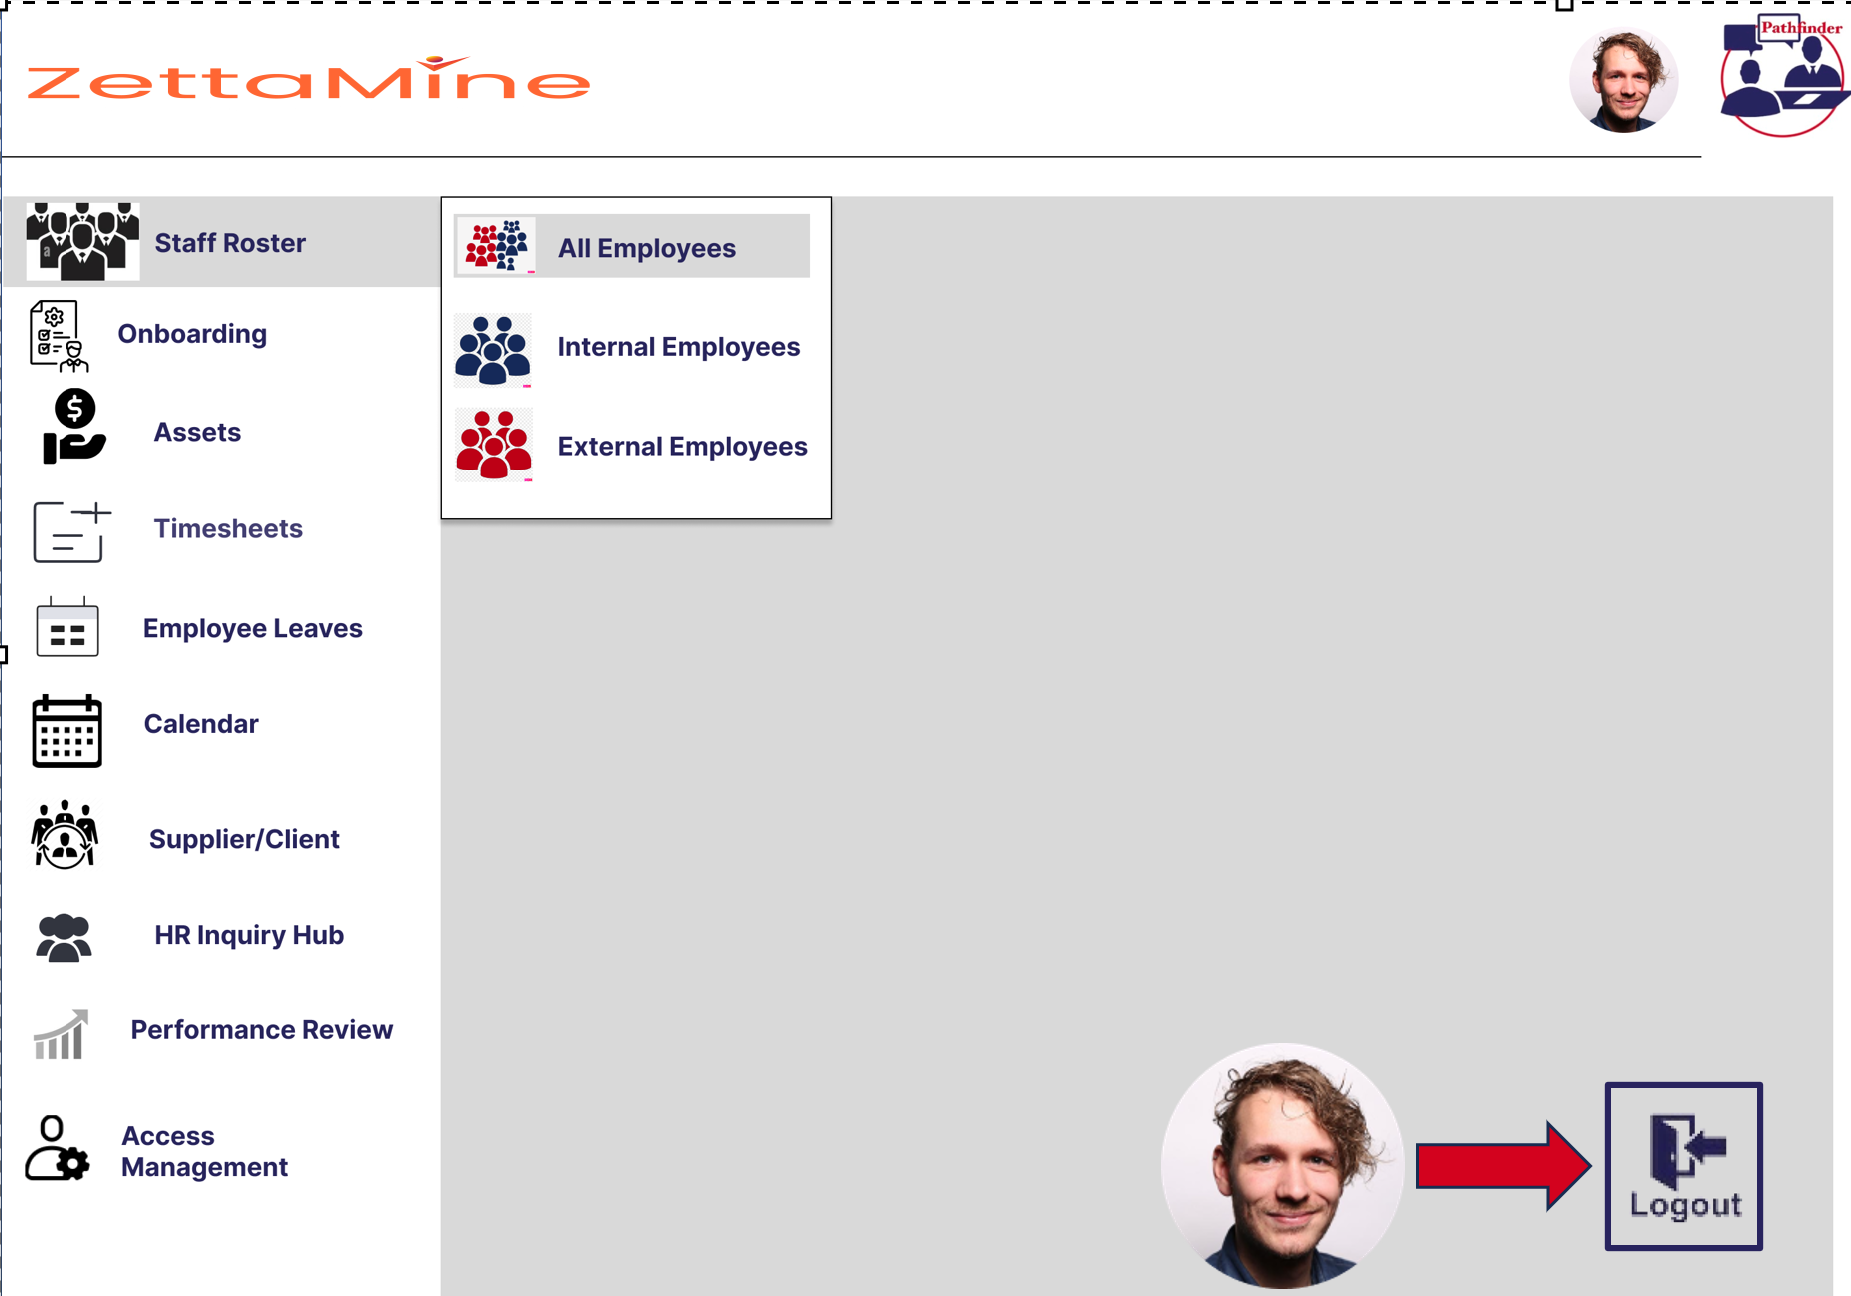 ZettaMine
Pathfinder
Staff Roster
a
Onboarding
Assets
Timesheets
Employee Leaves
Calendar
Supplier/Client
HR Inquiry Hub
Performance Review
Access
Management
All Employees
Internal Employees
External Employees
Logout